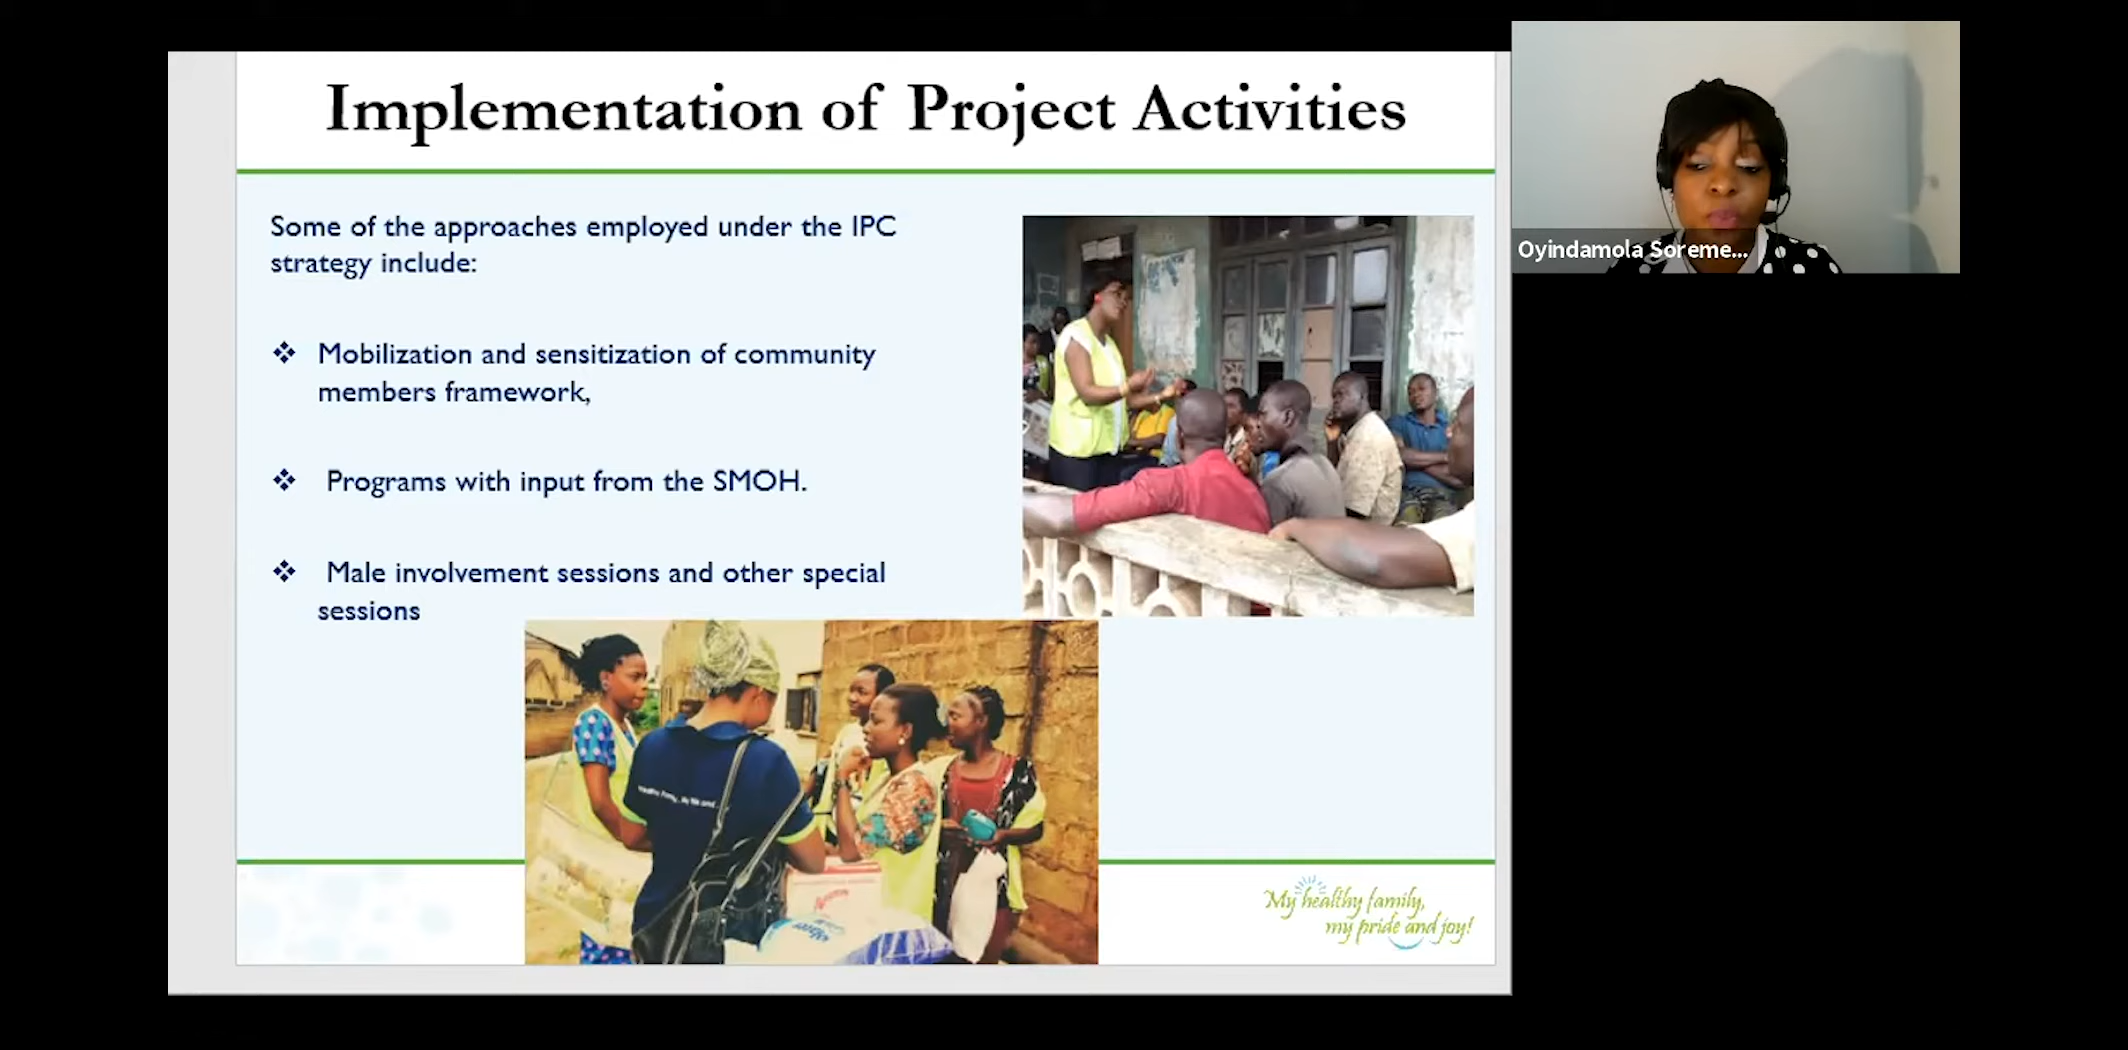 Implementation of Project Activities
Oyindamola Soreme...
Some of the approaches employed under the IPC
strategy include:
❖ Mobilization and sensitization of community
members framework,
❖ Programs with input from the SMOH.
❖ Male involvement sessions and other special
sessions
My healthy family,
my pride and joy!